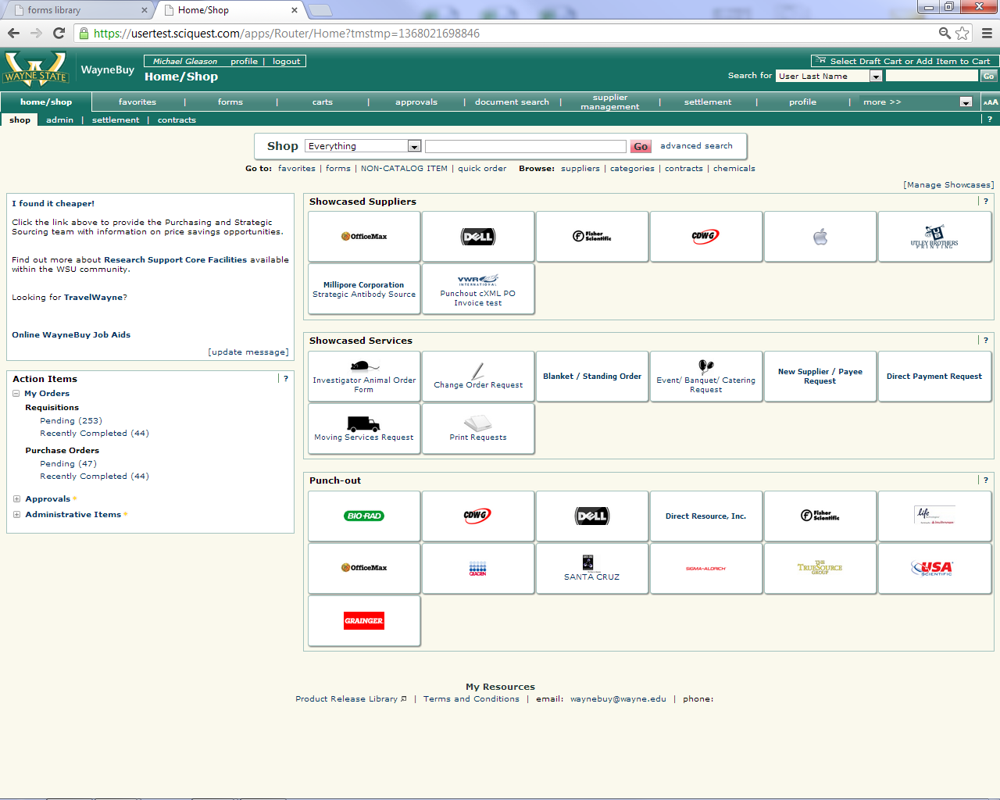 forms library
Home/Shop
https://usertest.sciquest.com/apps/Router/Home?tmstmp=1368021698846
WAYNE STATE
WayneBuy
Michael Gleason profile | logout
Home/Shop
Select Draft Cart or Add Item to Cart
Search for User Last Name Go
home/shop favorites | forms | carts | approvals | document search | supplier management | settlement | profile | more >> AAA
shop admin | settlement | contracts | ?
Shop Everything Go advanced search
Go to: favorites | forms | NON-CATALOG ITEM | quick order Browse: suppliers | categories | contracts | chemicals
[Manage Showcases]
I found it cheaper!
Click the link above to provide the Purchasing and Strategic
Sourcing team with information on price savings opportunities.
Find out more about Research Support Core Facilities available
within the WSU community.
Looking for TravelWayne?
Online WayneBuy Job Aids
[update message]
Action Items | ?
My Orders
Requisitions
Pending (253)
Recently Completed (44)
Purchase Orders
Pending (47)
Recently Completed (44)
Approvals
Administrative Items
Showcased Suppliers | ?
OfficeMax
DELL
Fisher Scientific
CDWG
UTLEY BROTHERS
PRINTING
Millipore Corporation
Strategic Antibody Source
VWR
INTERNATIONAL
Punchout cXML PO
Invoice test
Showcased Services | ?
Investigator Animal Order
Form
Change Order Request
Blanket / Standing Order
Event/ Banquet/ Catering
Request
New Supplier / Payee
Request
Direct Payment Request
Moving Services Request
Print Requests
Punch-out | ?
BIO-RAD
CDWG
DELL
Direct Resource, Inc.
Fisher Scientific
life
OfficeMax
QIAGEN
SANTA CRUZ
SIGMA-ALDRICH
THE
TRUESOURCE
GROUP
USA
SCIENTIFIC
GRAINGER
My Resources
Product Release Library | Terms and Conditions | email: waynebuy@wayne.edu | phone: